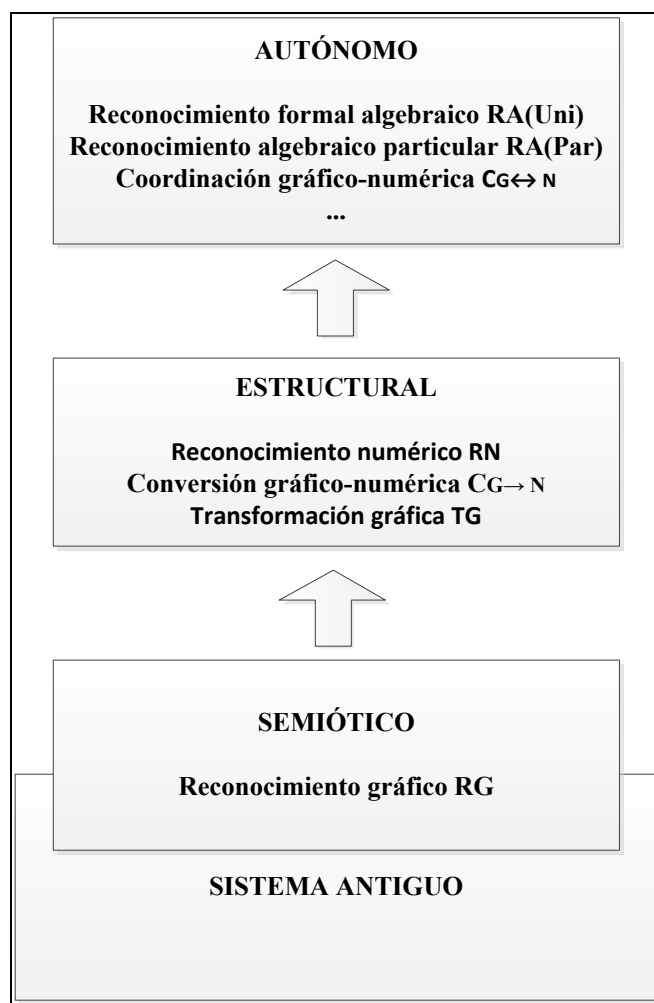 AUTÓNOMO
Reconocimiento formal algebraico RA(Uni)
Reconocimiento algebraico particular RA(Par)
Coordinación gráfico-numérica CG↔ N
...
ESTRUCTURAL
Reconocimiento numérico RN
Conversión gráfico-numérica CG→ N
Transformación gráfica TG
SEMIÓTICO
Reconocimiento gráfico RG
SISTEMA ANTIGUO